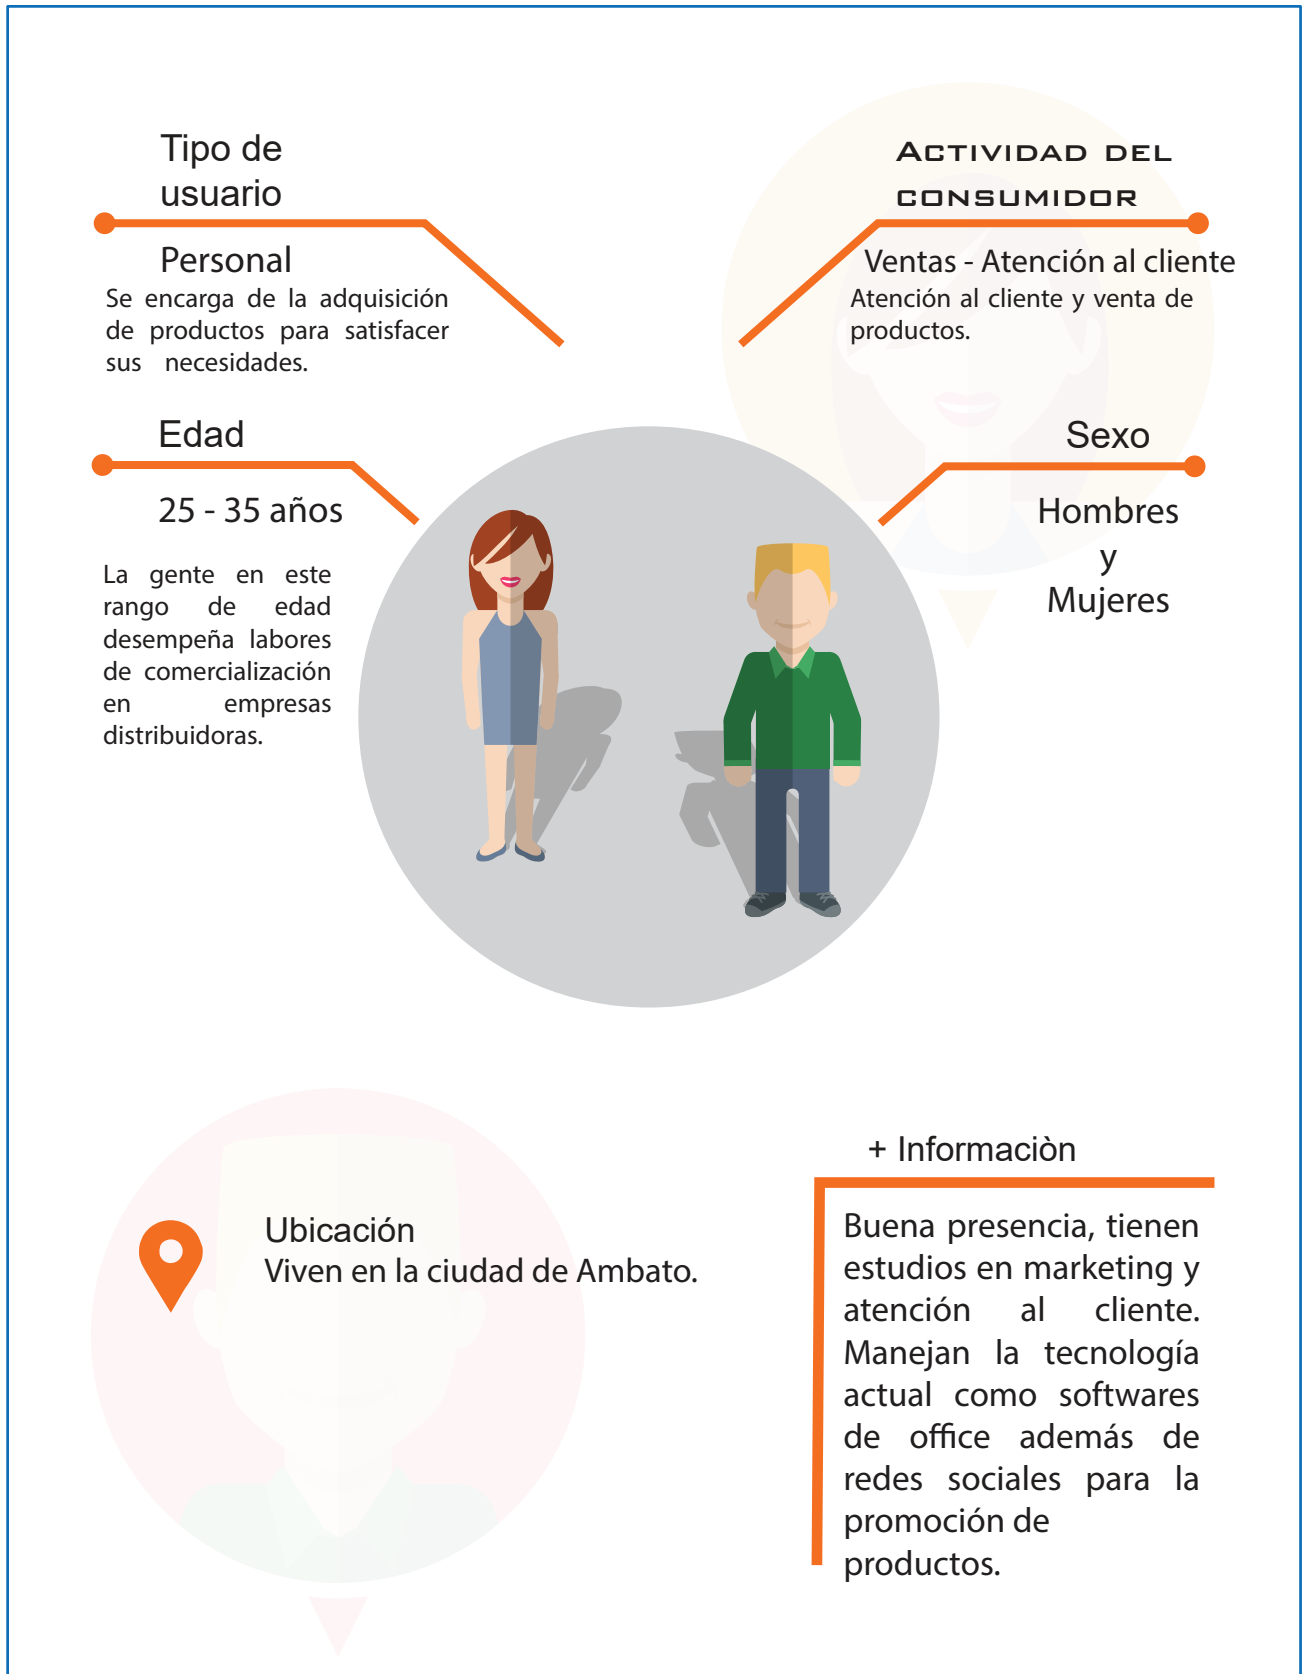 Tipo de
usuario
Personal
Se encarga de la adquisición
de productos para satisfacer
sus necesidades.
ACTIVIDAD DEL
CONSUMIDOR
Ventas - Atención al cliente
Atención al cliente y venta de
productos.
Edad
25 - 35 años
La gente en este
rango de edad
desempeña labores
de comercialización
en empresas
distribuidoras.
Sexo
Hombres
y
Mujeres
Ubicación
Viven en la ciudad de Ambato.
+ Informaciòn
Buena presencia, tienen
estudios en marketing y
atención al cliente.
Manejan la tecnología
actual como softwares
de office además de
redes sociales para la
promoción de
productos.